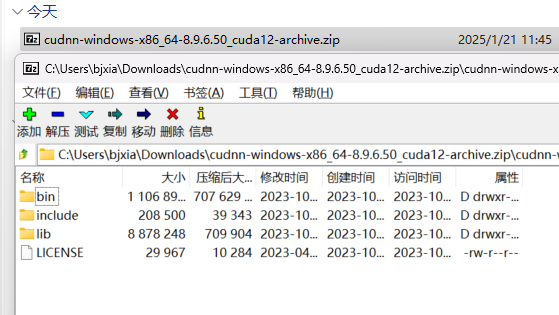 今天
cudnn-windows-x86_64-8.9.6.50_cuda12-archive.zip 2025/1/21 11:45
C:\Users\bjxia\Downloads\cudnn-windows-x86_64-8.9.6.50_cuda12-archive.zip\cudnn-windows-x
文件(F) 编辑(E) 查看(V) 书签(A) 工具(T) 帮助(H)
添加 解压 测试 复制 移动 删除 信息
C:\Users\bjxia\Downloads\cudnn-windows-x86_64-8.9.6.50_cuda12-archive.zip\cudnn-w
名称 大小 压缩后大... 修改时间 创建时间 访问时间 属性
bin 1 106 89... 707 629 ... 2023-10... 2023-10... 2023-10... D drwxr-...
include 208 500 39 343 2023-10... 2023-10... 2023-10... D drwxr-...
lib 8 878 248 709 904 2023-10... 2023-10... 2023-10... D drwxr-...
LICENSE 29 967 10 284 2023-04... 2023-10... 2023-10... -rw-r--r--